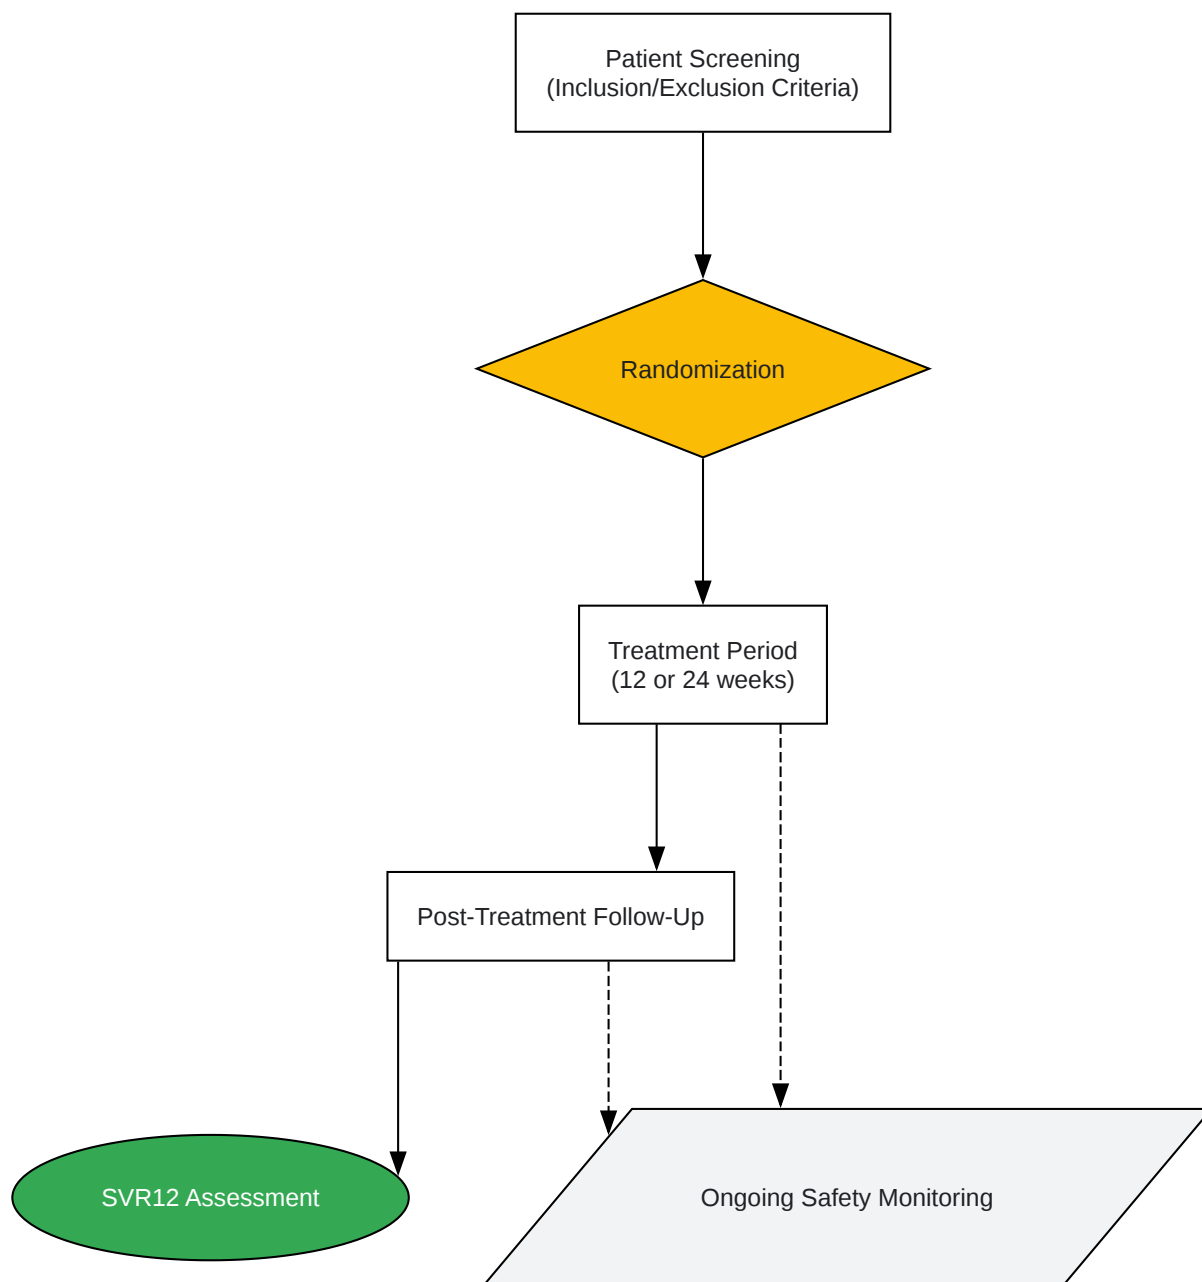 Patient Screening
(Inclusion/Exclusion Criteria)
Randomization
Treatment Period
(12 or 24 weeks)
Post-Treatment Follow-Up
SVR12 Assessment
Ongoing Safety Monitoring